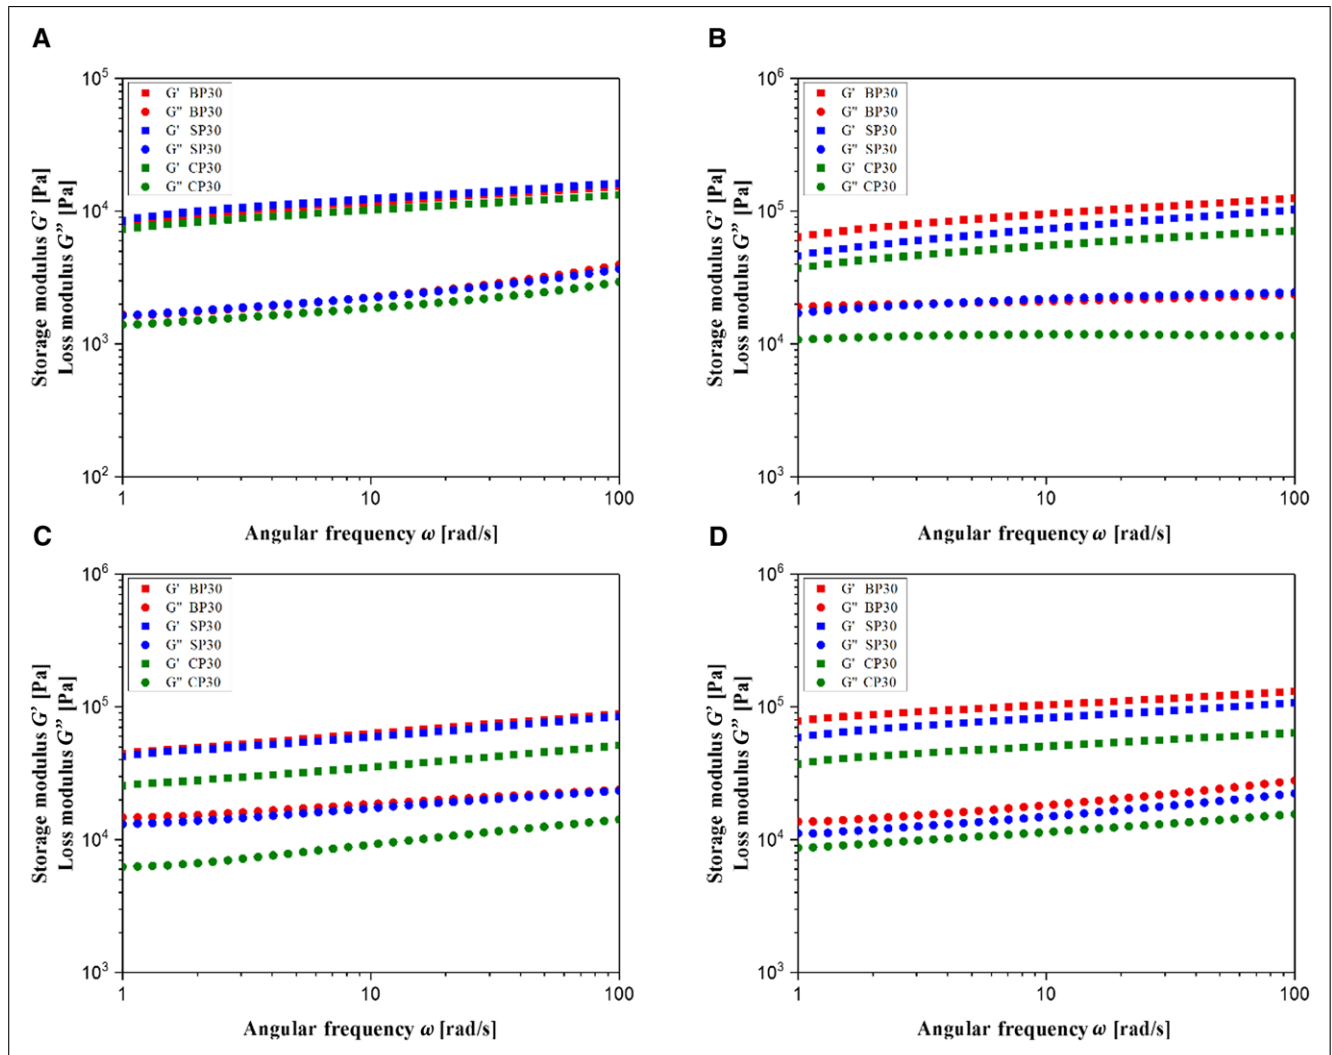 A
10^5
G' BP30
G" BP30
G' SP30
G" SP30
G' CP30
G" CP30
10^4
10^3
10^2
Storage modulus G' [Pa]
Loss modulus G" [Pa]
1
10
100
Angular frequency ω [rad/s]
B
10^6
G' BP30
G" BP30
G' SP30
G" SP30
G' CP30
G" CP30
10^5
10^4
10^3
Storage modulus G' [Pa]
Loss modulus G" [Pa]
1
10
100
Angular frequency ω [rad/s]
C
10^6
G' BP30
G" BP30
G' SP30
G" SP30
G' CP30
G" CP30
10^5
10^4
10^3
Storage modulus G' [Pa]
Loss modulus G" [Pa]
1
10
100
Angular frequency ω [rad/s]
D
10^6
G' BP30
G" BP30
G' SP30
G" SP30
G' CP30
G" CP30
10^5
10^4
10^3
Storage modulus G' [Pa]
Loss modulus G" [Pa]
1
10
100
Angular frequency ω [rad/s]